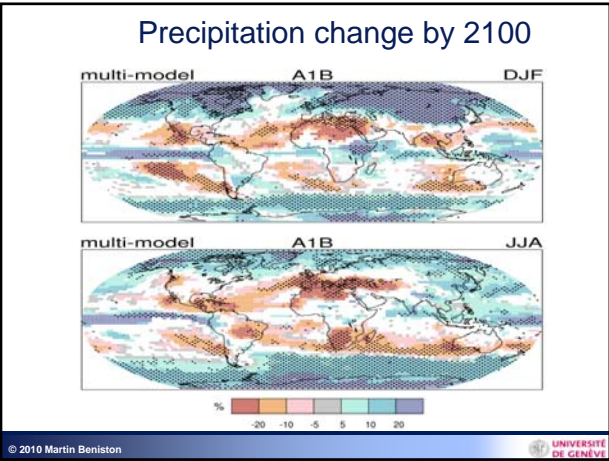 Precipitation change by 2100
multi-model A1B DJF
multi-model A1B JJA
%
-20 -10 -5 5 10 20
© 2010 Martin Beniston
UNIVERSITÉ
DE GENÈVE